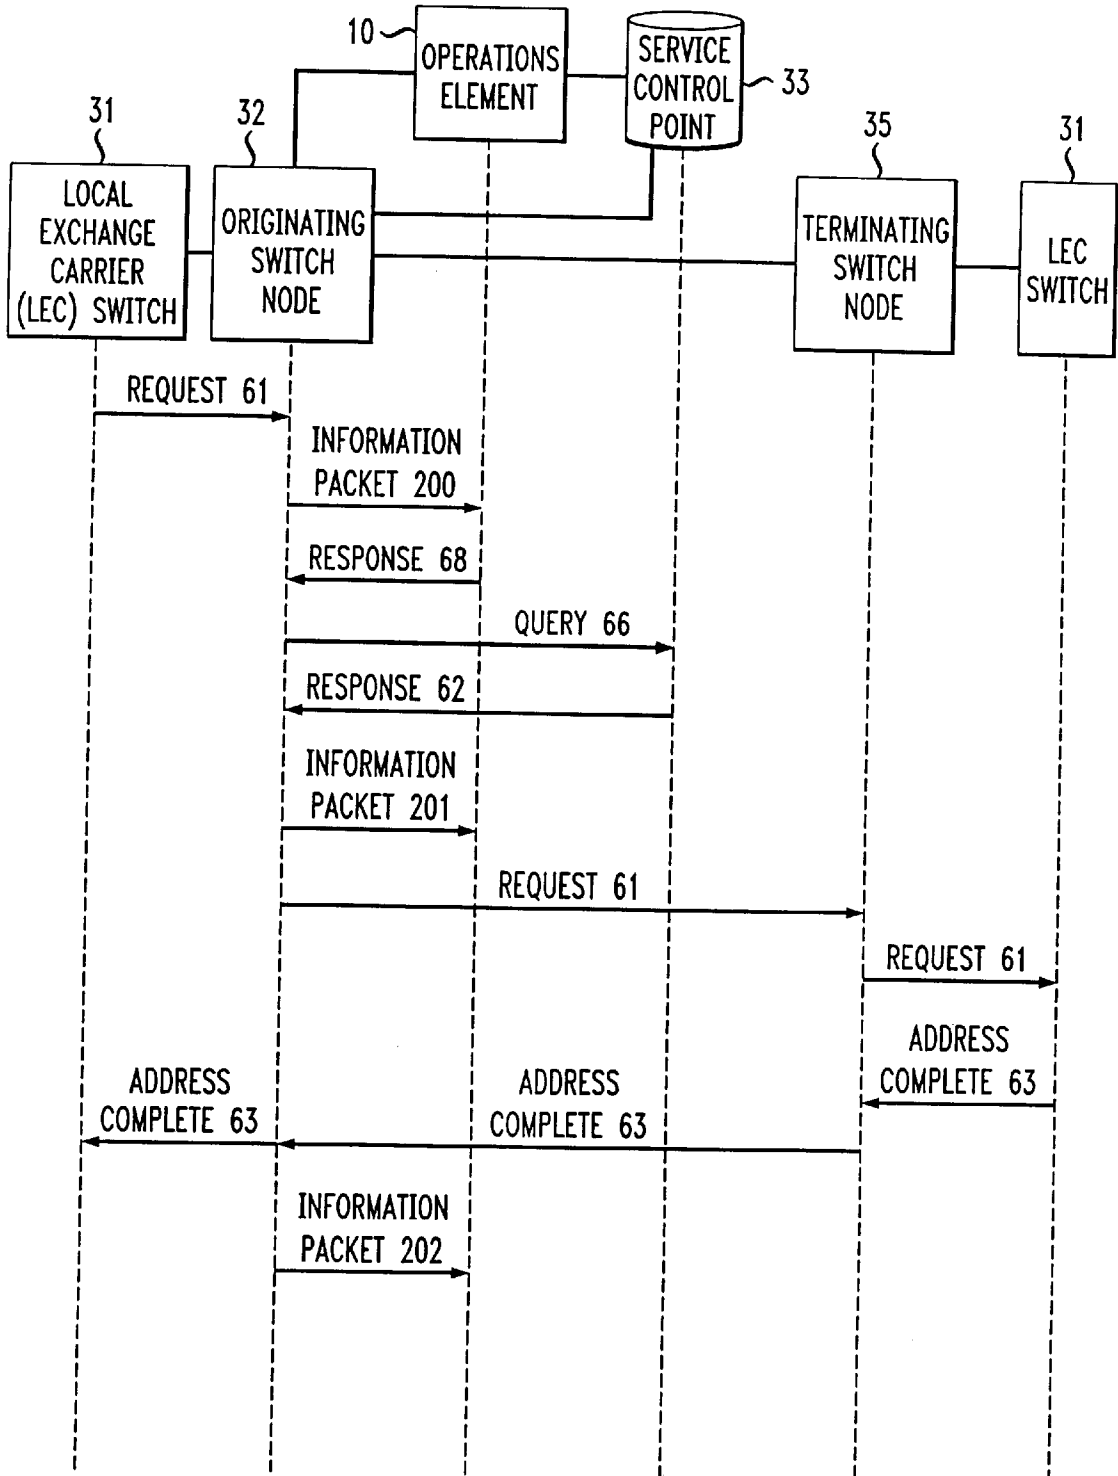 10
OPERATIONS
ELEMENT
SERVICE
CONTROL
POINT
33
31
LOCAL
EXCHANGE
CARRIER
(LEC) SWITCH
32
ORIGINATING
SWITCH
NODE
35
TERMINATING
SWITCH
NODE
31
LEC
SWITCH
REQUEST 61
INFORMATION
PACKET 200
RESPONSE 68
QUERY 66
RESPONSE 62
INFORMATION
PACKET 201
REQUEST 61
REQUEST 61
ADDRESS
COMPLETE 63
ADDRESS
COMPLETE 63
ADDRESS
COMPLETE 63
INFORMATION
PACKET 202